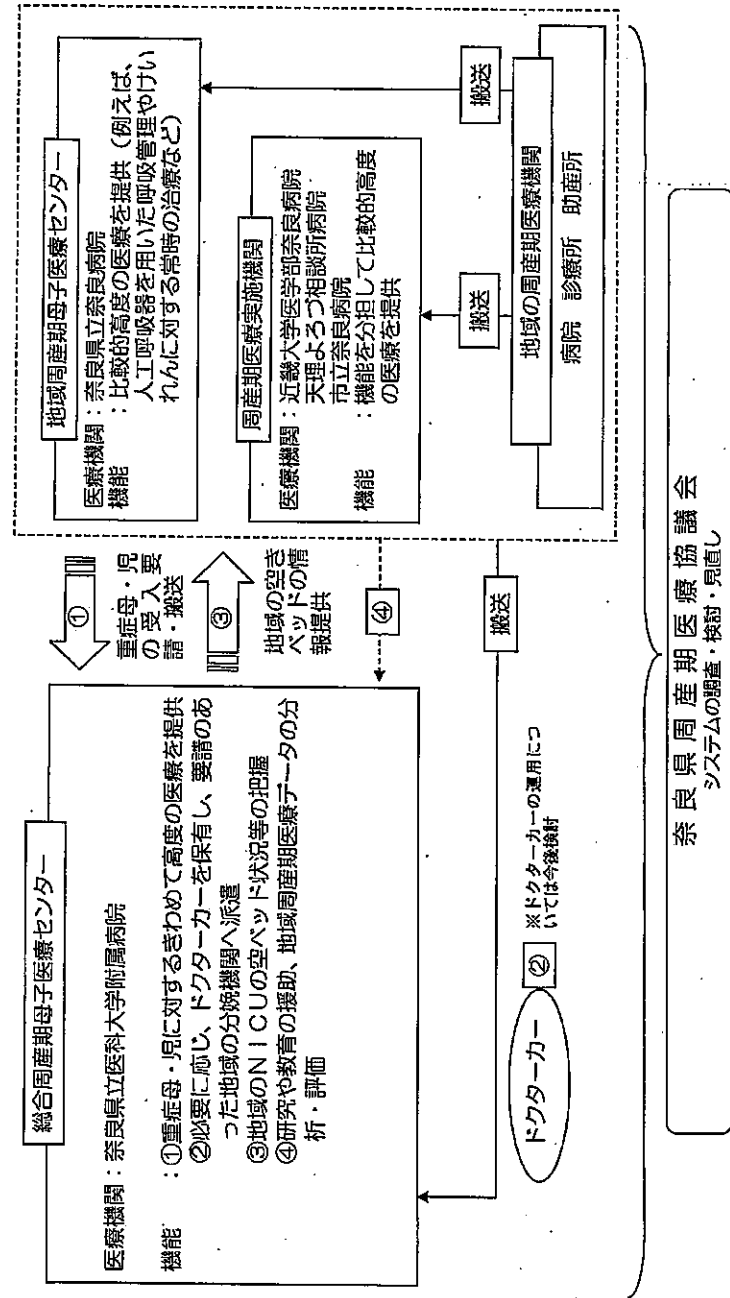 総合周産期母子医療センター
医療機関：奈良県立医科大学附属病院
機能　：①重症母・児に対するきわめて高度の医療を提供
②必要に応じ、ドクターカーを保有し、要請のあ
った地域の分娩機関へ派遣
③地域のNICUの空ベッド状況等の把握
④研究や教育の援助、地域周産期医療データの分
析・評価
①
重症母・児
の受入要
請・搬送
③
地域の空き
ベッドの情
報提供
④
地域周産期母子医療センター
医療機関：奈良県立奈良病院
機能　：比較的高度の医療を提供（例えば、
人工呼吸器を用いた呼吸管理やけい
れんに対する常時の治療など）
周産期医療実施機関
医療機関：近畿大学医学部奈良病院
天理よろづ相談所病院
市立奈良病院
機能　：機能を分担して比較的高度
の医療を提供
搬送
搬送
地域の周産期医療機関
病院　診療所　助産所
搬送
ドクターカー
②
※ドクターカーの運用につ
いては今後検討
奈良県周産期医療協議会
システムの調査・検討・見直し